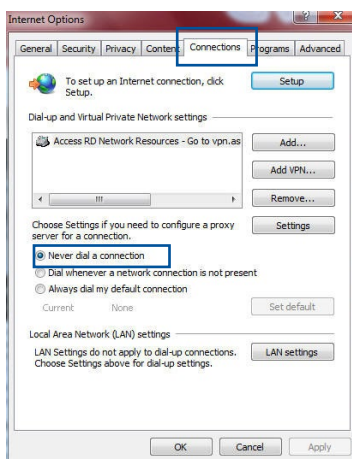 Internet Options
General Security Privacy Content Connections Programs Advanced
To set up an Internet connection, click
Setup.
Setup
Dial-up and Virtual Private Network settings
Access RD Network Resources - Go to vpn.as
Add...
Add VPN...
Remove...
Choose Settings if you need to configure a proxy
server for a connection.
Settings
Never dial a connection
Dial whenever a network connection is not present
Always dial my default connection
Current None
Set default
Local Area Network (LAN) settings
LAN Settings do not apply to dial-up connections.
Choose Settings above for dial-up settings.
LAN settings
OK Cancel Apply